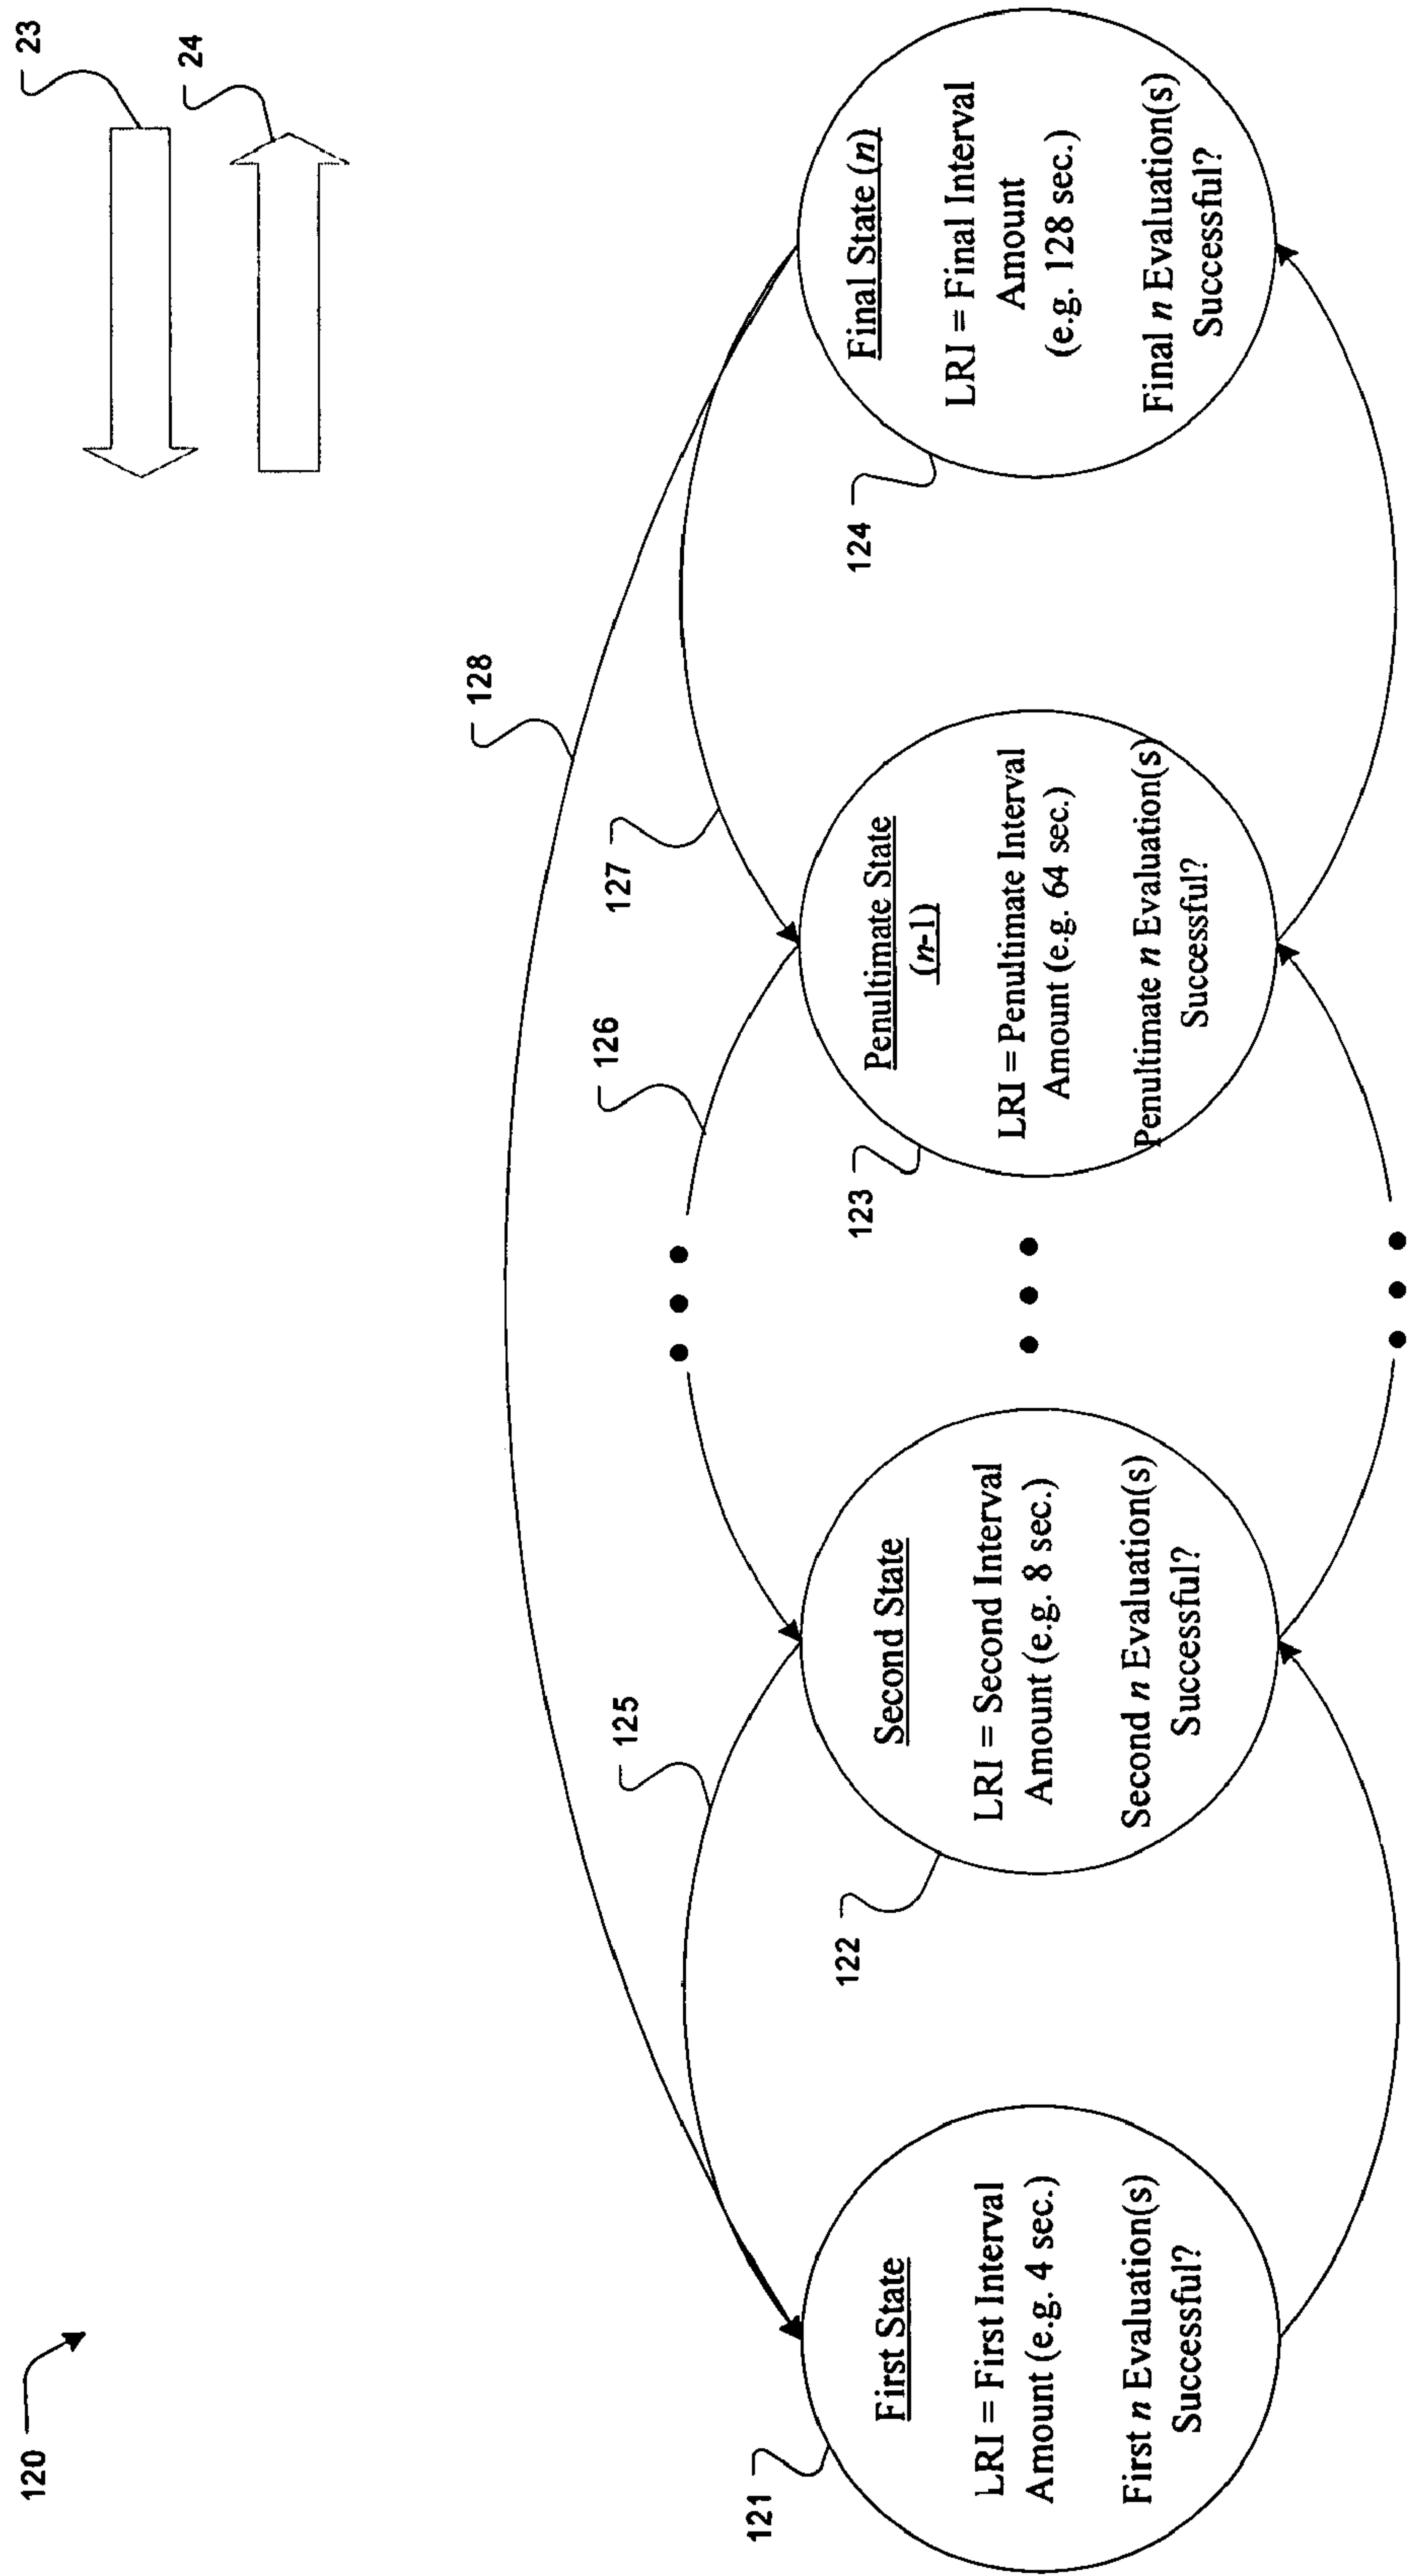 120
23
24
128
125
126
127
121
First State
LRI = First Interval
Amount (e.g. 4 sec.)
First n Evaluation(s)
Successful?
122
Second State
LRI = Second Interval
Amount (e.g. 8 sec.)
Second n Evaluation(s)
Successful?
123
Penultimate State
(n-1)
LRI = Penultimate Interval
Amount (e.g. 64 sec.)
Penultimate n Evaluation(s)
Successful?
124
Final State (n)
LRI = Final Interval
Amount
(e.g. 128 sec.)
Final n Evaluation(s)
Successful?